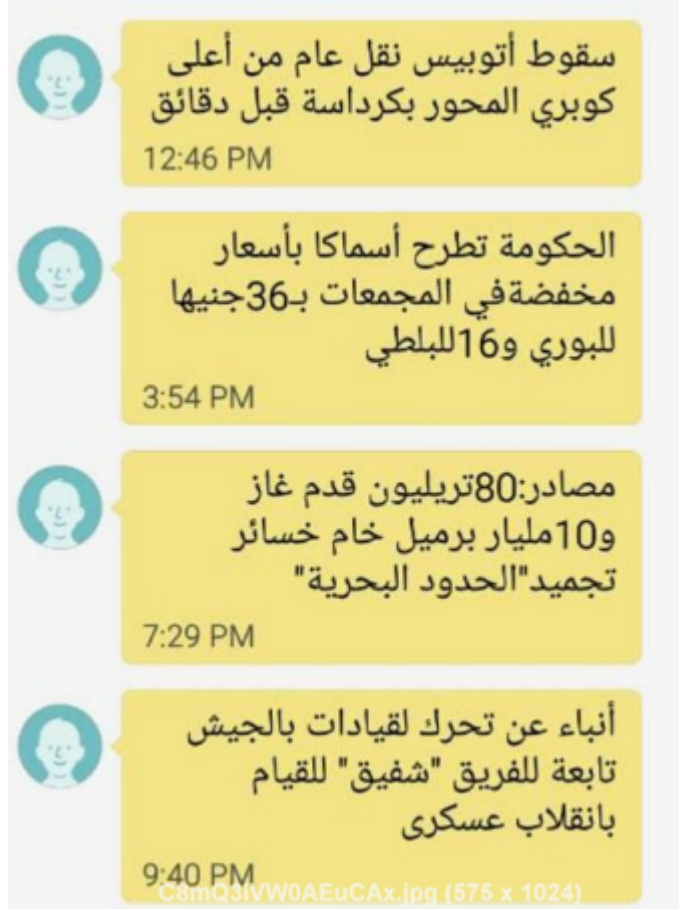 سقوط أتوبيس نقل عام من أعلى
كوبري المحور بكرداسة قبل دقائق
12:46 PM
الحكومة تطرح أسماكا بأسعار
مخفضةفي المجمعات بـ36جنيها
للبوري و16للبلطي
3:54 PM
مصادر:80تريليون قدم غاز
و10مليار برميل خام خسائر
تجميد"الحدود البحرية"
7:29 PM
أنباء عن تحرك لقيادات بالجيش
تابعة للفريق "شفيق" للقيام
بانقلاب عسكرى
9:40 PM
C8mQ3IVW0AEuCAx.jpg (575 x 1024)